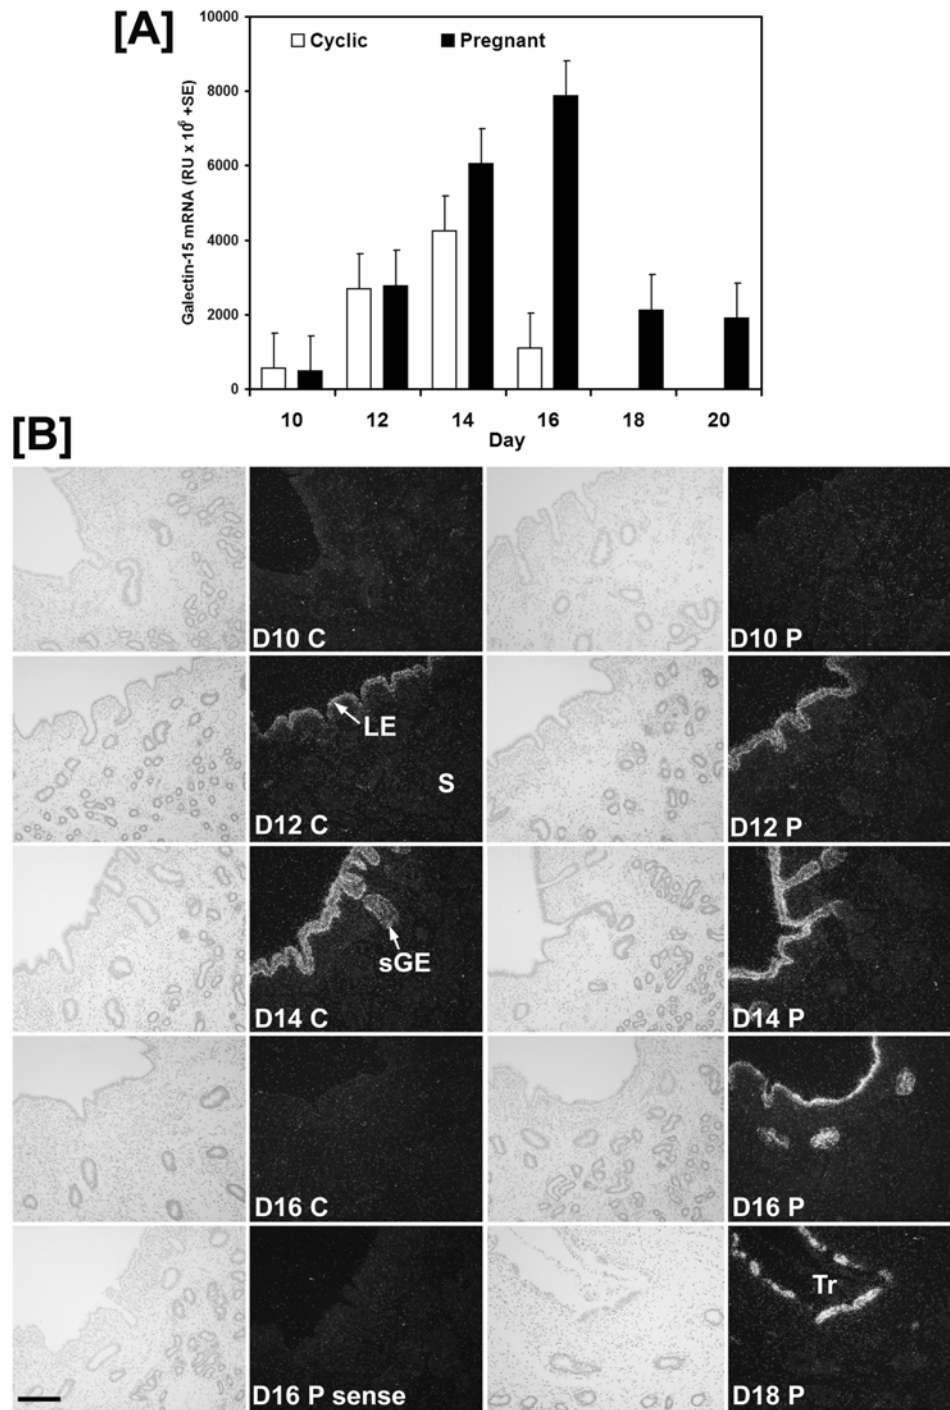 [A]
10000
Cyclic Pregnant
8000
6000
4000
2000
0
Galectin-15 mRNA (RU x 10⁶ +SE)
10 12 14 16 18 20
Day
[B]
D10 C D10 P
LE
S
D12 C D12 P
sGE
D14 C D14 P
D16 C D16 P
Tr
D16 P sense D18 P